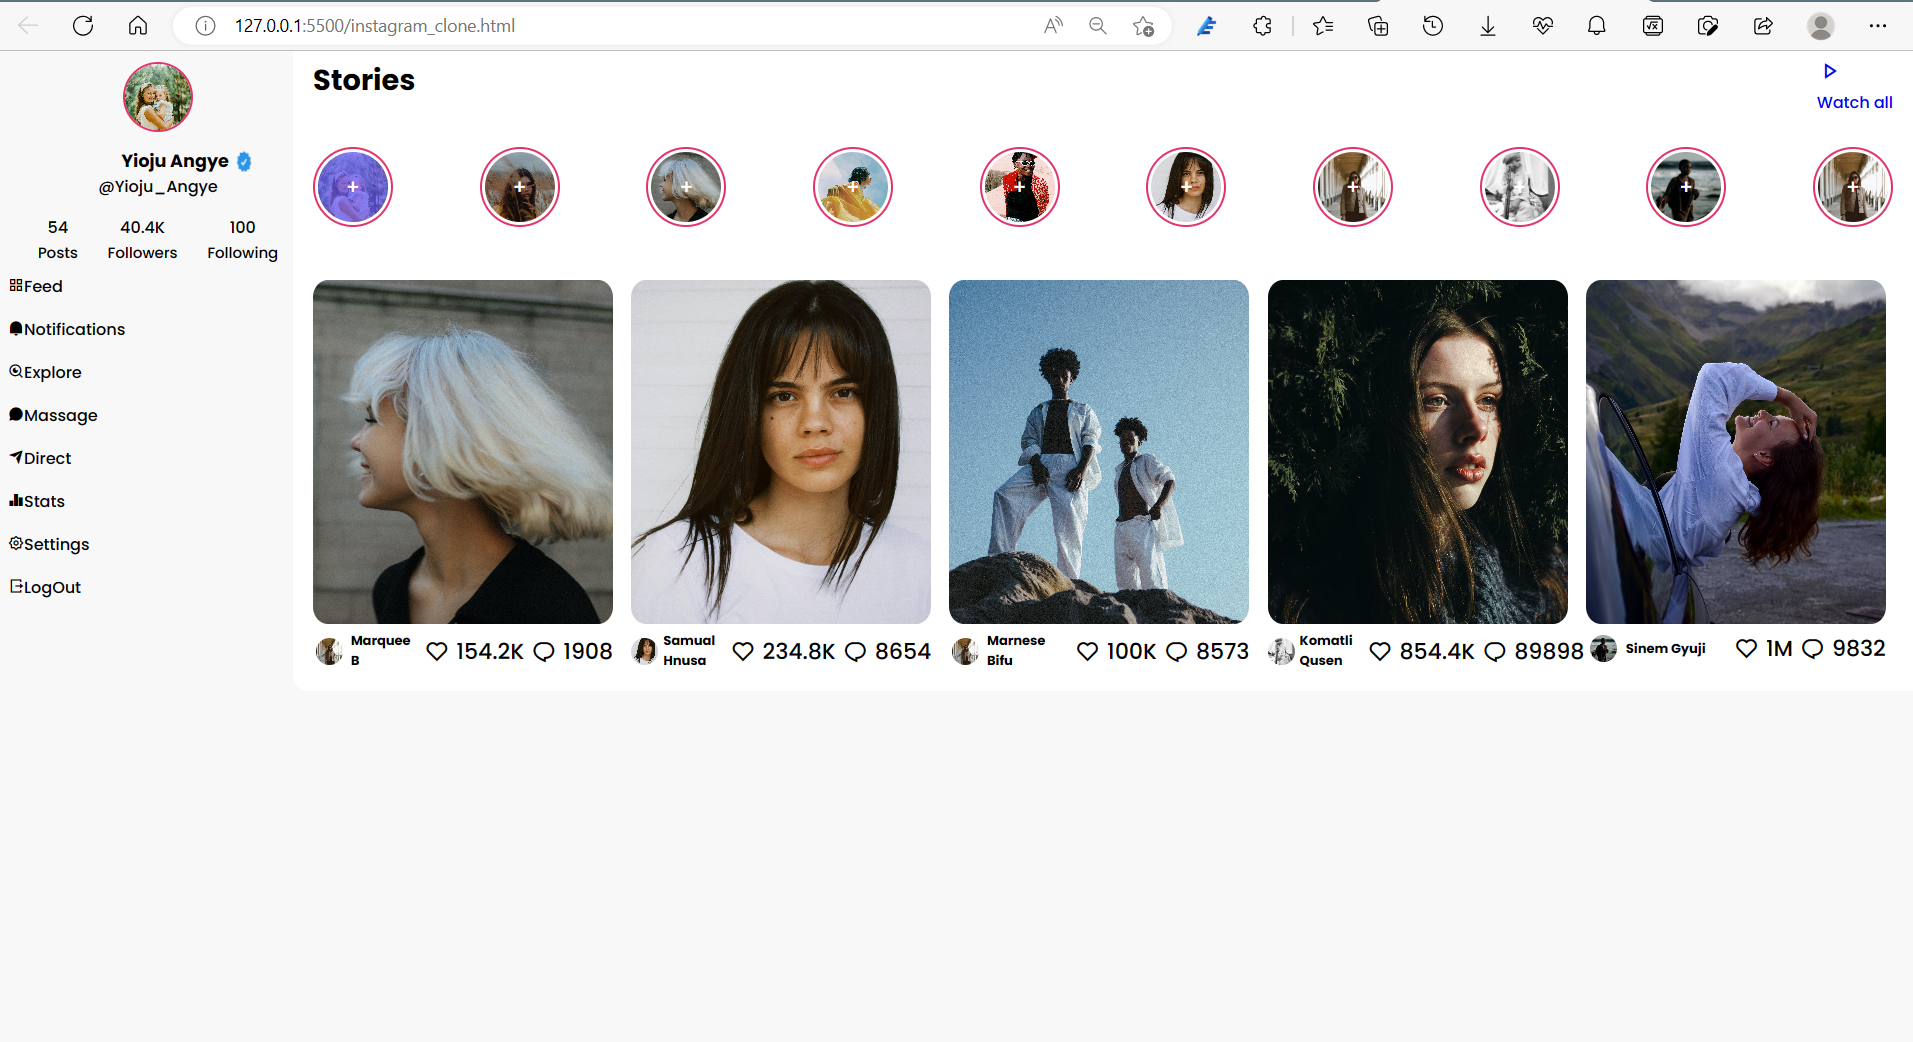 127.0.0.1:5500/instagram_clone.html
Yioju Angye
@Yioju_Angye
54 40.4K 100
Posts Followers Following
Feed
Notifications
Explore
Massage
Direct
Stats
Settings
LogOut
Stories
Watch all
+ + + + + + + + + +
Marquee
B
154.2K 1908
Samual
Hnusa
234.8K 8654
Marnese
Bifu
100K 8573
Komatli
Qusen
854.4K 89898
Sinem Gyuji
1M 9832